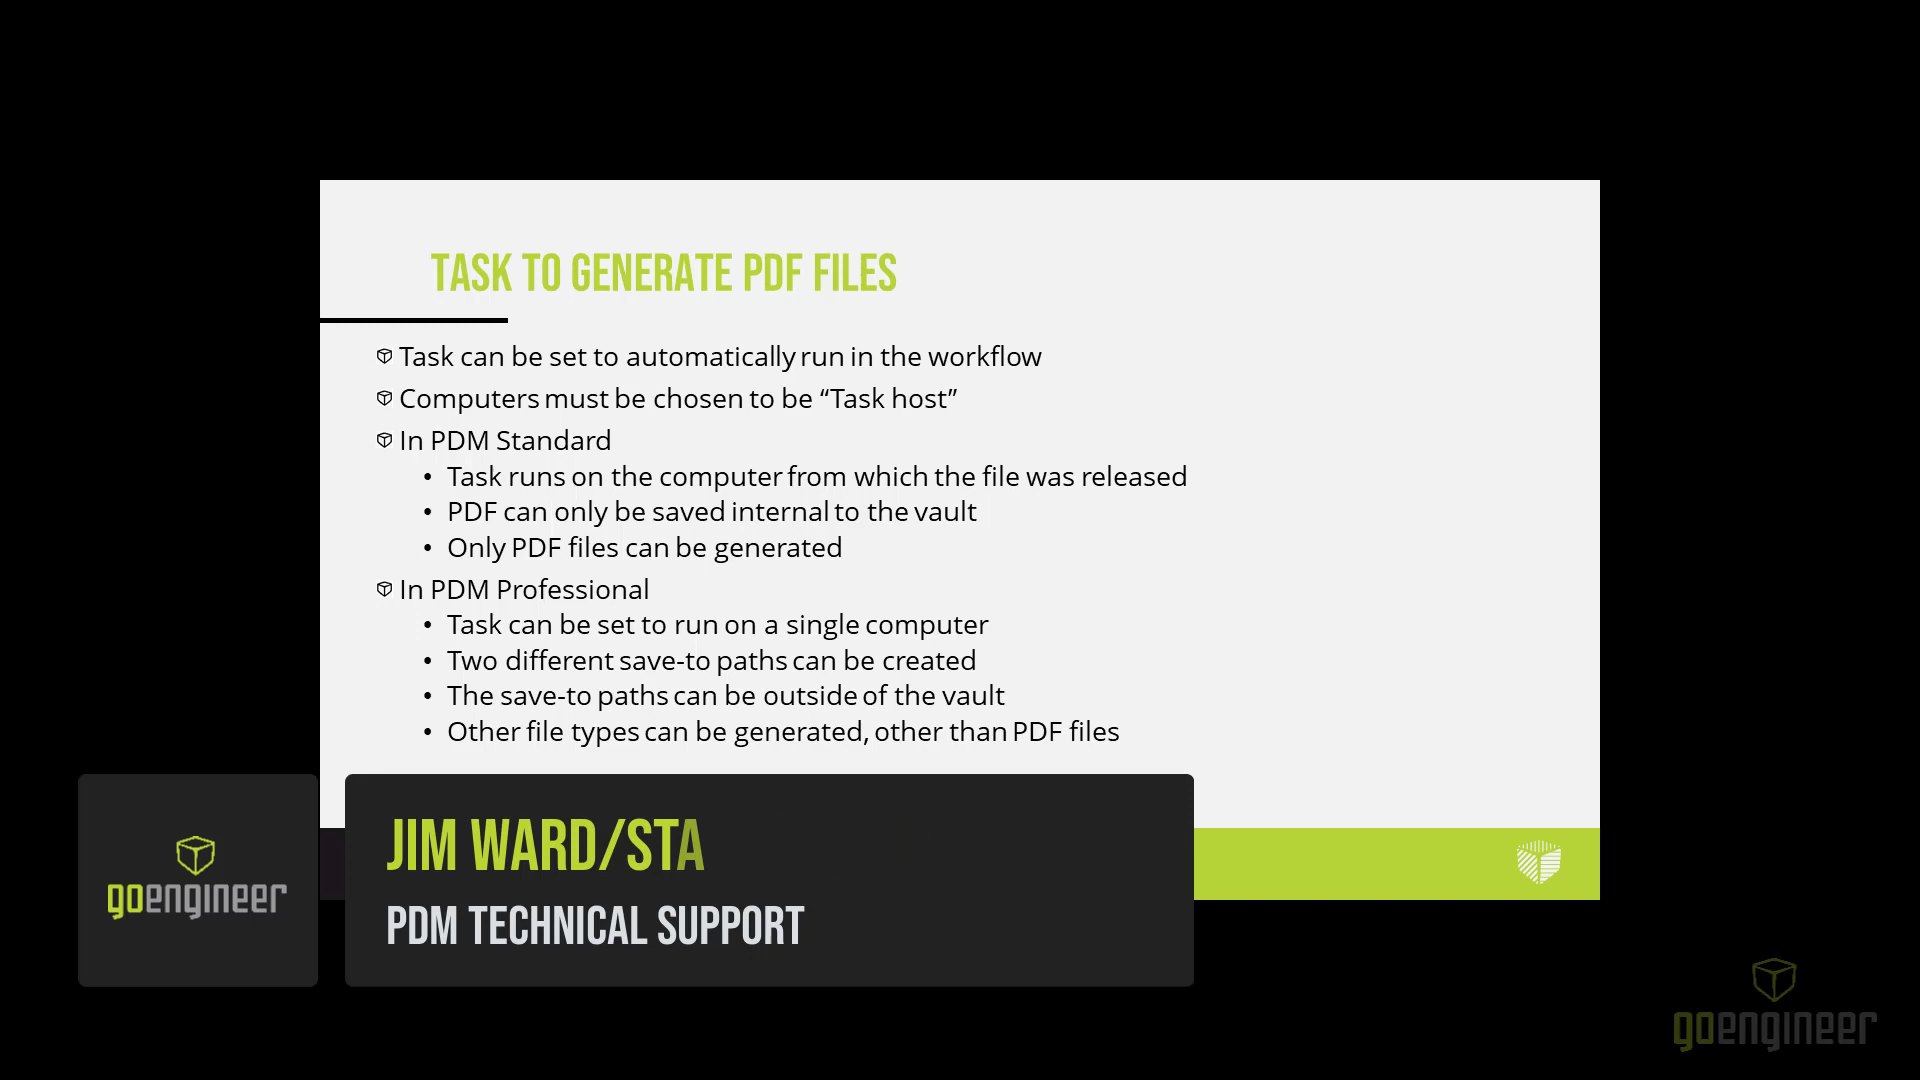 TASK TO GENERATE PDF FILES
Task can be set to automatically run in the workflow
Computers must be chosen to be “Task host”
In PDM Standard
• Task runs on the computer from which the file was released
• PDF can only be saved internal to the vault
• Only PDF files can be generated
In PDM Professional
• Task can be set to run on a single computer
• Two different save-to paths can be created
• The save-to paths can be outside of the vault
• Other file types can be generated, other than PDF files
JIM WARD/STA
PDM TECHNICAL SUPPORT
goengineer
goengineer